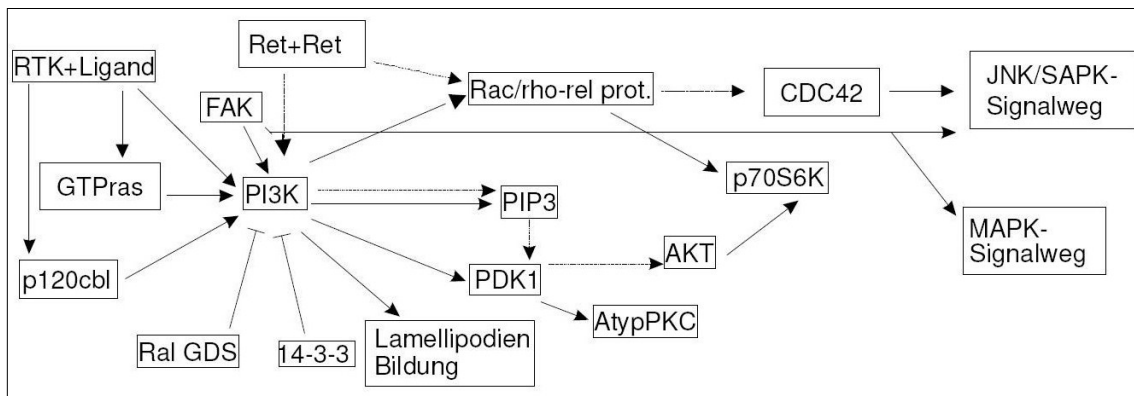 Ret+Ret
RTK+Ligand
FAK
Rac/rho-rel prot.
CDC42
JNK/SAPK-
Signalweg
GTPras
PI3K
PIP3
p70S6K
p120cbl
PDK1
AKT
MAPK-
Signalweg
Ral GDS
14-3-3
Lamellipodien
Bildung
AtypPKC